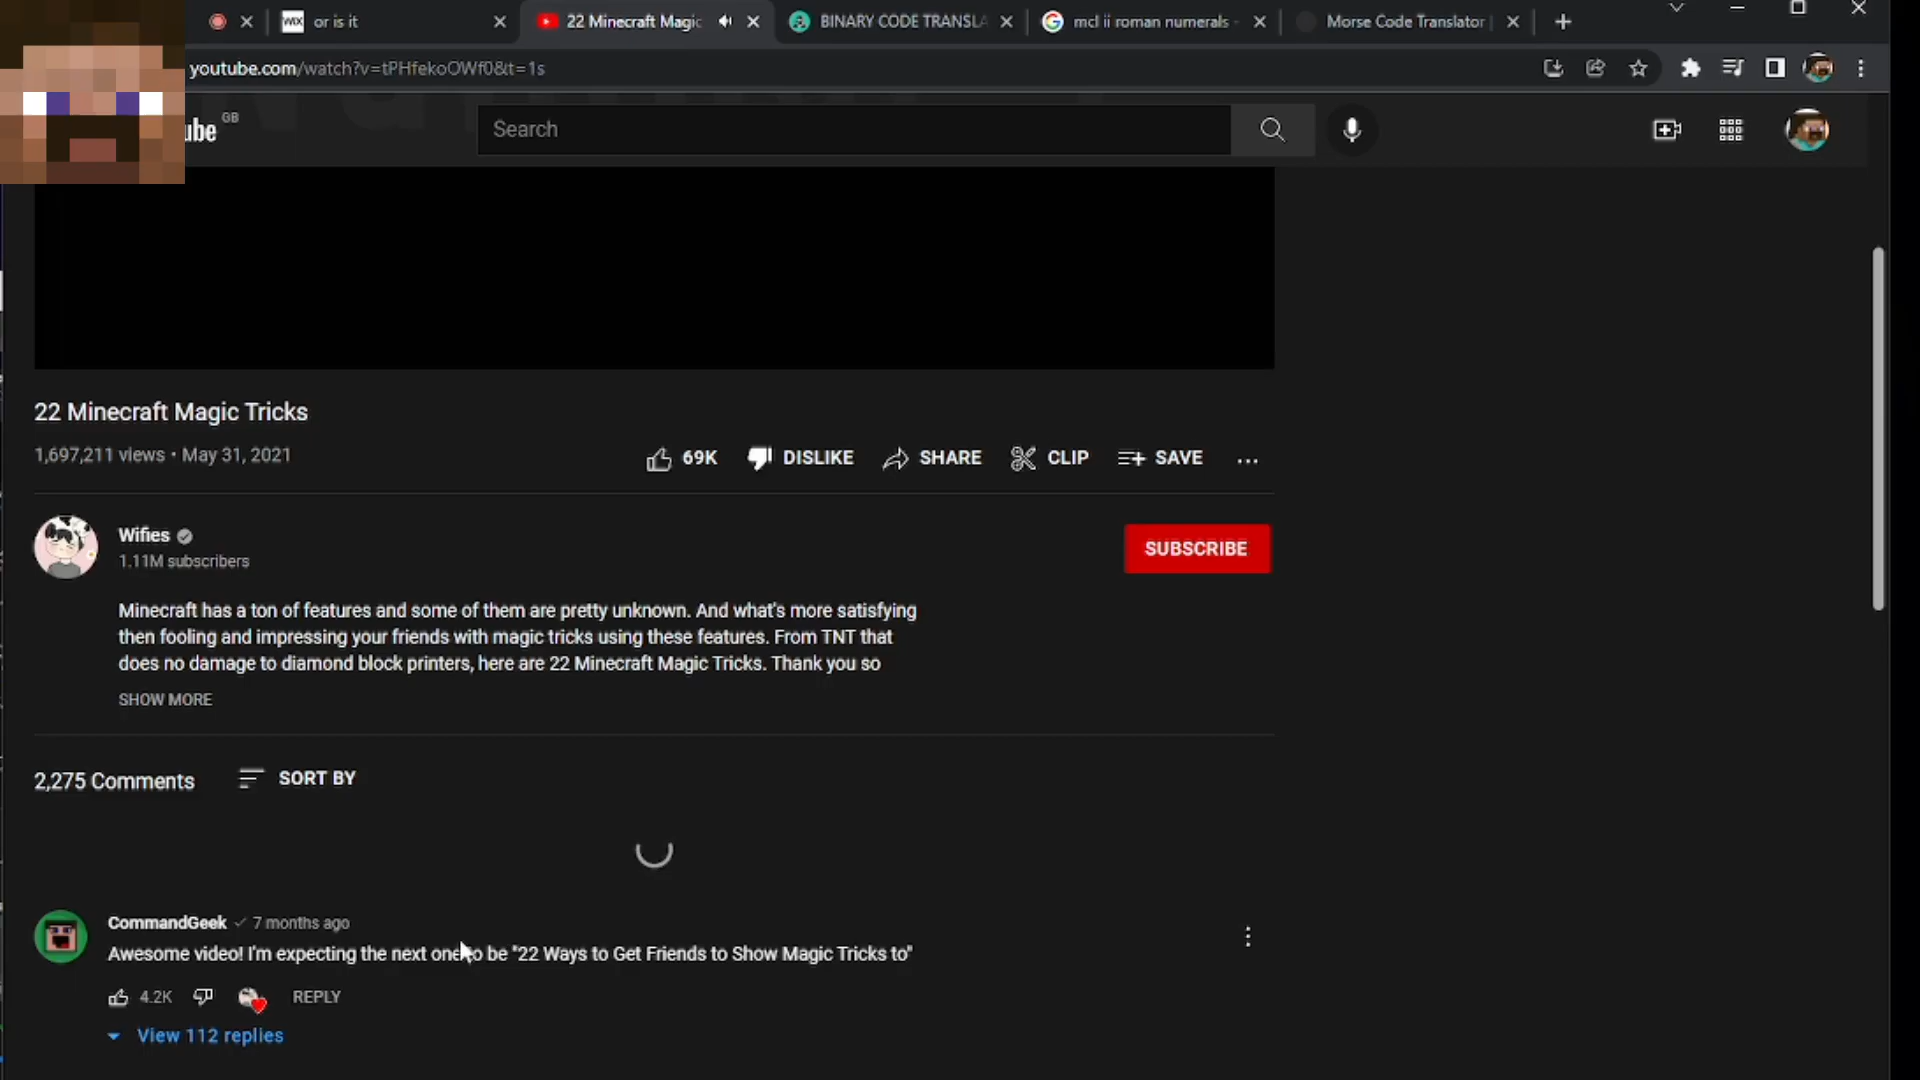 WIX or is it
22 Minecraft Magic
BINARY CODE TRANSLA
mcl ii roman numerals -
Morse Code Translator |
youtube.com/watch?v=tPHfekoOWf0&t=1s
ube GB
Search
22 Minecraft Magic Tricks
1,697,211 views • May 31, 2021
69K
DISLIKE
SHARE
CLIP
SAVE
Wifies
1.11M subscribers
SUBSCRIBE
Minecraft has a ton of features and some of them are pretty unknown. And what's more satisfying
then fooling and impressing your friends with magic tricks using these features. From TNT that
does no damage to diamond block printers, here are 22 Minecraft Magic Tricks. Thank you so
SHOW MORE
2,275 Comments
SORT BY
CommandGeek 7 months ago
Awesome video! I'm expecting the next one to be "22 Ways to Get Friends to Show Magic Tricks to"
4.2K
REPLY
View 112 replies